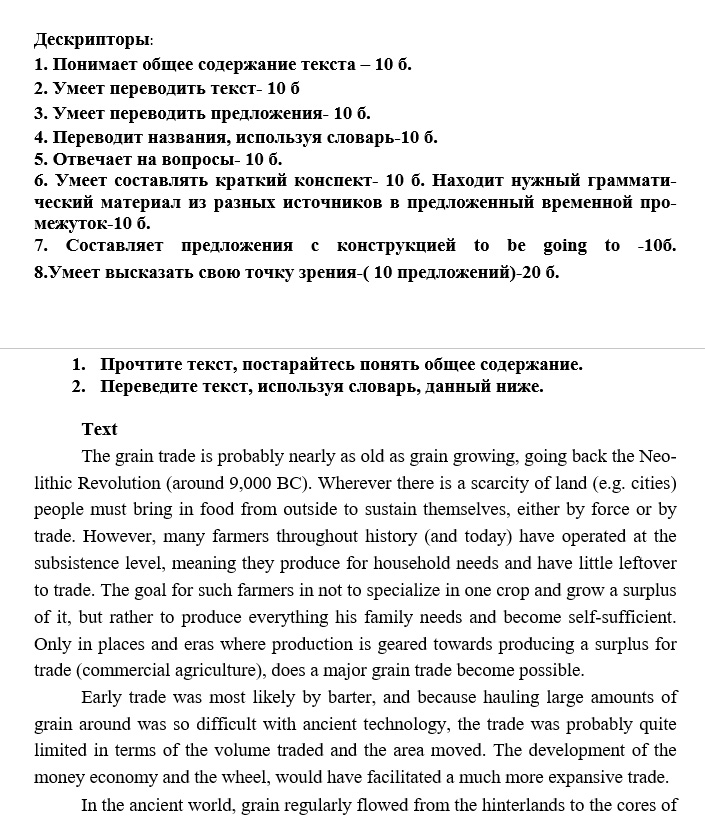 Дескрипторы:
1. Понимает общее содержание текста – 10 б.
2. Умеет переводить текст- 10 б
3. Умеет переводить предложения- 10 б.
4. Переводит названия, используя словарь-10 б.
5. Отвечает на вопросы- 10 б.
6. Умеет составлять краткий конспект- 10 б. Находит нужный граммати-
ческий материал из разных источников в предложенный временной про-
межуток-10 б.
7. Составляет предложения с конструкцией to be going to -10б.
8.Умеет высказать свою точку зрения-( 10 предложений)-20 б.
1. Прочтите текст, постарайтесь понять общее содержание.
2. Переведите текст, используя словарь, данный ниже.
Text
The grain trade is probably nearly as old as grain growing, going back the Neo-
lithic Revolution (around 9,000 BC). Wherever there is a scarcity of land (e.g. cities)
people must bring in food from outside to sustain themselves, either by force or by
trade. However, many farmers throughout history (and today) have operated at the
subsistence level, meaning they produce for household needs and have little leftover
to trade. The goal for such farmers in not to specialize in one crop and grow a surplus
of it, but rather to produce everything his family needs and become self-sufficient.
Only in places and eras where production is geared towards producing a surplus for
trade (commercial agriculture), does a major grain trade become possible.
Early trade was most likely by barter, and because hauling large amounts of
grain around was so difficult with ancient technology, the trade was probably quite
limited in terms of the volume traded and the area moved. The development of the
money economy and the wheel, would have facilitated a much more expansive trade.
In the ancient world, grain regularly flowed from the hinterlands to the cores of